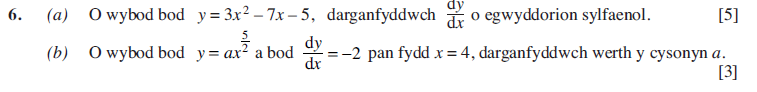 6. (a) O wybod bod y = 3x² – 7x – 5, darganfyddwch dy/dx o egwyddorion sylfaenol. [5]
(b) O wybod bod y = ax^(5/2) a bod dy/dx = –2 pan fydd x = 4, darganfyddwch werth y cysonyn a.
[3]